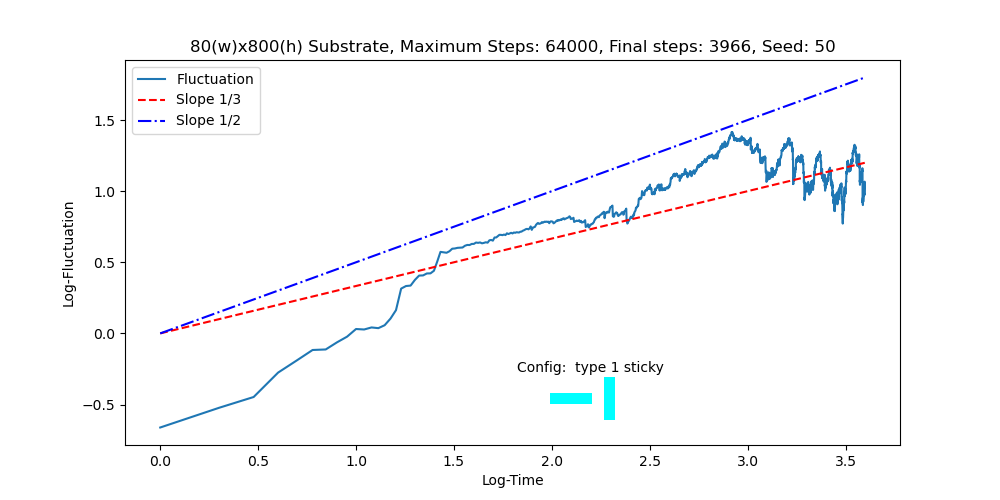 80(w)x800(h) Substrate, Maximum Steps: 64000, Final steps: 3966, Seed: 50
Fluctuation
Slope 1/3
Slope 1/2
1.5
1.0
0.5
0.0
−0.5
Log-Fluctuation
Config:  type 1 sticky
0.0 0.5 1.0 1.5 2.0 2.5 3.0 3.5
Log-Time